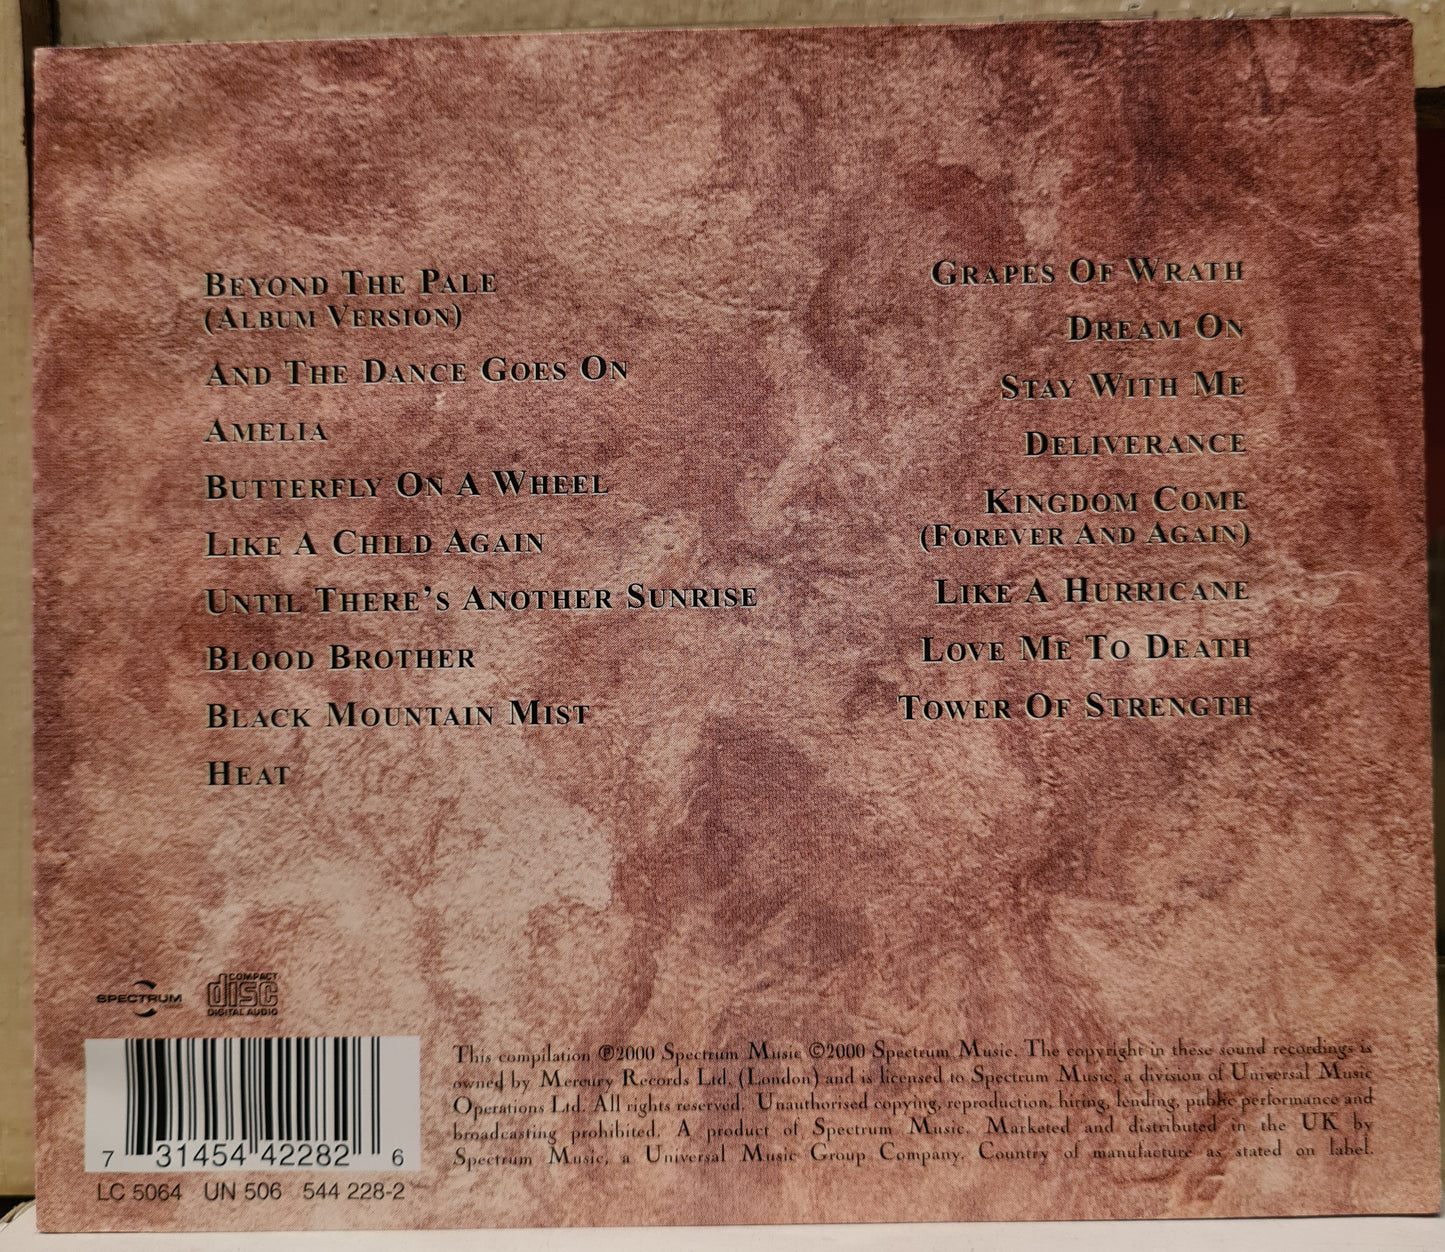 BEYOND THE PALE
(ALBUM VERSION)
AND THE DANCE GOES ON
AMELIA
BUTTERFLY ON A WHEEL
LIKE A CHILD AGAIN
UNTIL THERE'S ANOTHER SUNRISE
BLOOD BROTHER
BLACK MOUNTAIN MIST
HEAT
GRAPES OF WRATH
DREAM ON
STAY WITH ME
DELIVERANCE
KINGDOM COME
(FOREVER AND AGAIN)
LIKE A HURRICANE
LOVE ME TO DEATH
TOWER OF STRENGTH
SPECTRUM
COMPACT
disc
DIGITAL AUDIO
7 31454 42282 6
LC 5064 UN 506 544 228-2
This compilation ℗2000 Spectrum Music ©2000 Spectrum Music. The copyright in these sound recordings is
owned by Mercury Records Ltd. (London) and is licensed to Spectrum Music, a division of Universal Music
Operations Ltd. All rights reserved. Unauthorised copying, reproduction, hiring, lending, public performance and
broadcasting prohibited. A product of Spectrum Music. Marketed and distributed in the UK by
Spectrum Music, a Universal Music Group Company. Country of manufacture as stated on label.